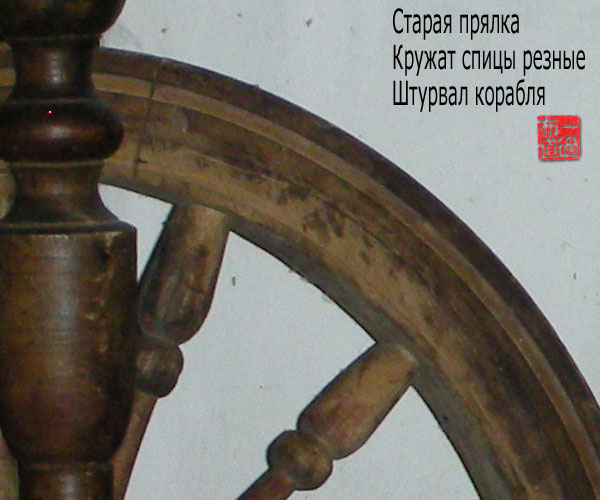 Старая прялка
Кружат спицы резные
Штурвал корабля